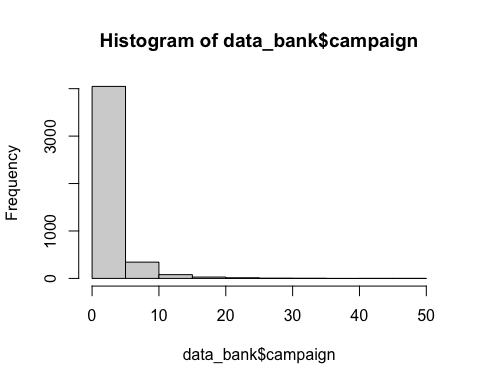 Histogram of data_bank$campaign
Frequency
3000
1000
0
0 10 20 30 40 50
data_bank$campaign